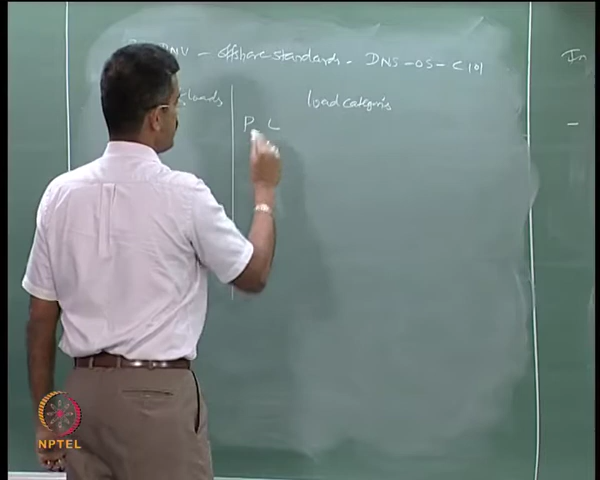 DNV - Offshore standards. DNS-OS-C101
loads load categories
P L
In
-
NPTEL